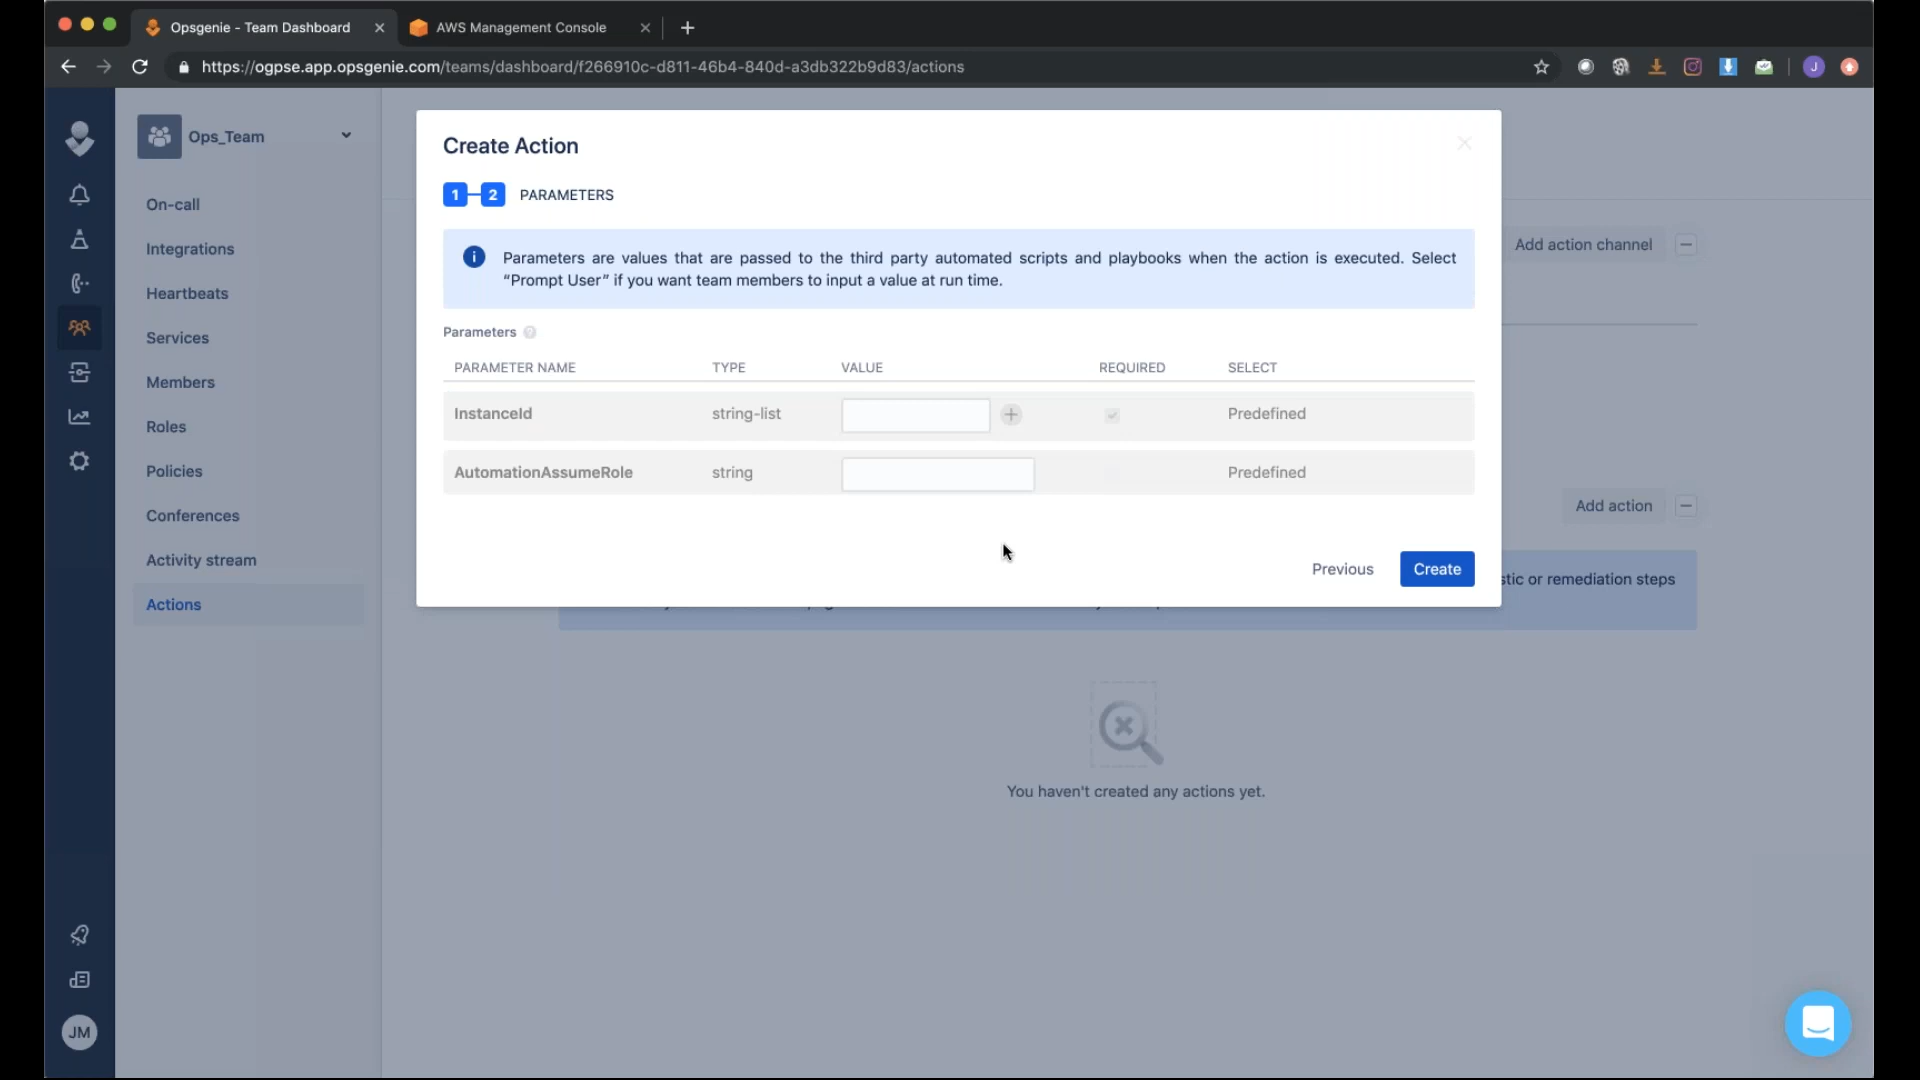 Opsgenie - Team Dashboard
AWS Management Console
https://ogpse.app.opsgenie.com/teams/dashboard/f266910c-d811-46b4-840d-a3db322b9d83/actions
J
Ops_Team
On-call
Integrations
Heartbeats
Services
Members
Roles
Policies
Conferences
Activity stream
Actions
JM
Create Action
1 2 PARAMETERS
Parameters are values that are passed to the third party automated scripts and playbooks when the action is executed. Select
“Prompt User” if you want team members to input a value at run time.
Parameters
PARAMETER NAME TYPE VALUE REQUIRED SELECT
InstanceId string-list Predefined
AutomationAssumeRole string Predefined
Previous Create
Add action channel
Add action
stic or remediation steps
You haven't created any actions yet.